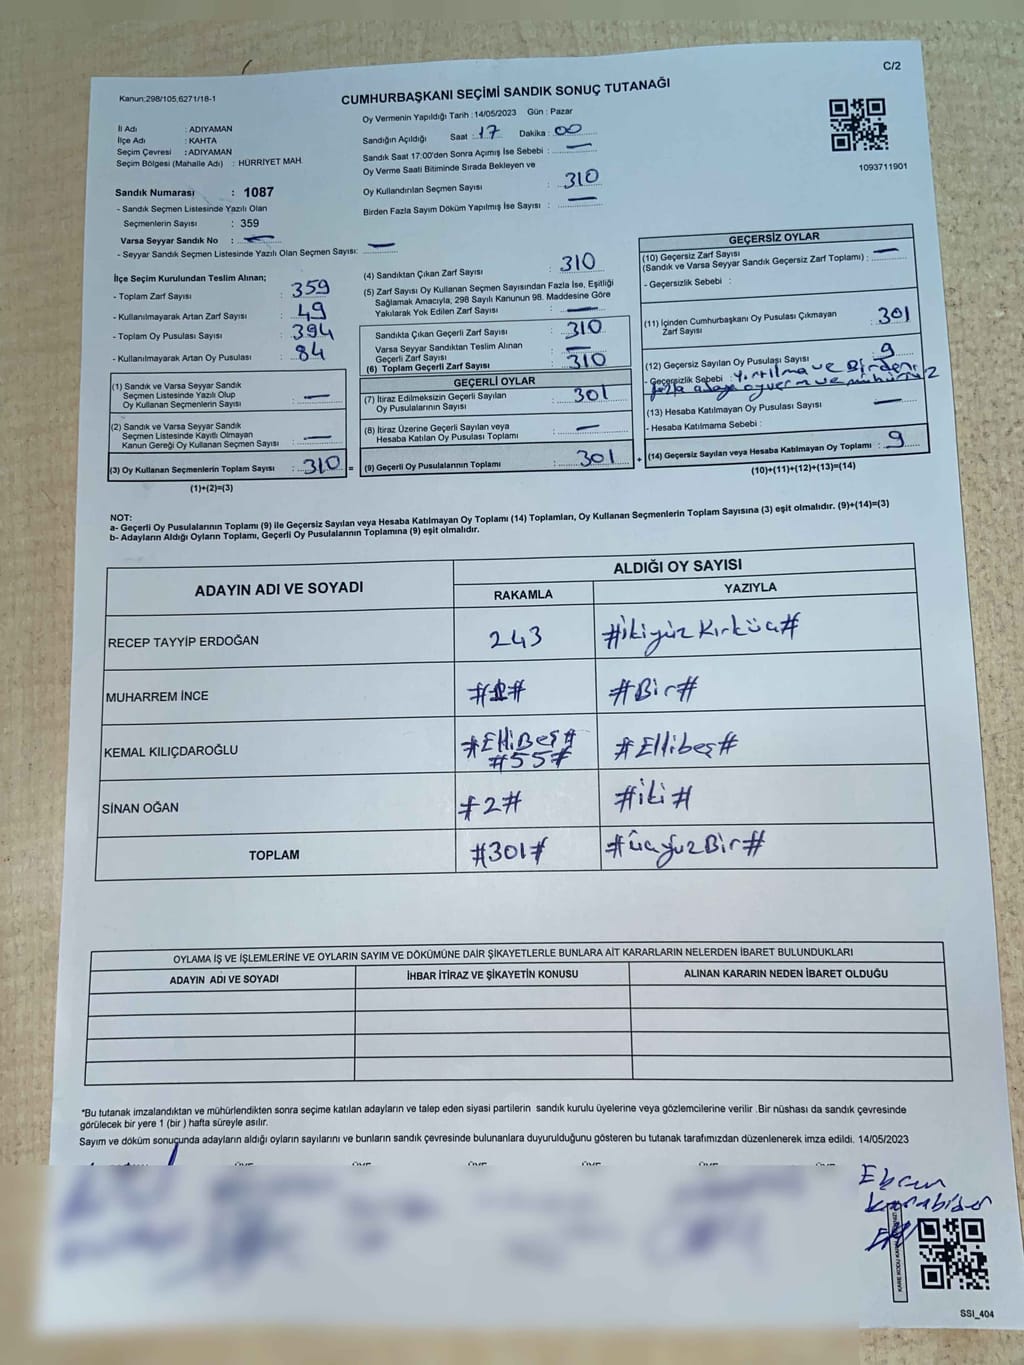 C/2
Kanun:298/105,6271/18-1
CUMHURBAŞKANI SEÇİMİ SANDIK SONUÇ TUTANAĞI
Oy Vermenin Yapıldığı Tarih : 14/05/2023 Gün : Pazar
İl Adı : ADIYAMAN
İlçe Adı : KAHTA
Seçim Çevresi : ADIYAMAN
Seçim Bölgesi (Mahalle Adı) : HÜRRİYET MAH.
Sandık Numarası : 1087
- Sandık Seçmen Listesinde Yazılı Olan
Seçmenlerin Sayısı : 359
Varsa Seyyar Sandık No : —
- Seyyar Sandık Seçmen Listesinde Yazılı Olan Seçmen Sayısı: —
Sandığın Açıldığı Saat : 17 Dakika : 00
Sandık Saat 17:00'den Sonra Açımış İse Sebebi : —
Oy Verme Saati Bitiminde Sırada Bekleyen ve
Oy Kullandırılan Seçmen Sayısı : 310
Birden Fazla Sayım Döküm Yapılmış İse Sayısı : —
1093711901
İlçe Seçim Kurulundan Teslim Alınan;
- Toplam Zarf Sayısı : 359
- Kullanılmayarak Artan Zarf Sayısı : 49
- Toplam Oy Pusulası Sayısı : 394
- Kullanılmayarak Artan Oy Pusulası : 84
(1) Sandık ve Varsa Seyyar Sandık
Seçmen Listesinde Yazılı Olup
Oy Kullanan Seçmenlerin Sayısı : —
(2) Sandık ve Varsa Seyyar Sandık
Seçmen Listesinde Kayıtlı Olmayan
Kanun Gereği Oy Kullanan Seçmen Sayısı : —
(3) Oy Kullanan Seçmenlerin Toplam Sayısı : 310 =
(1)+(2)=(3)
(4) Sandıktan Çıkan Zarf Sayısı : 310
(5) Zarf Sayısı Oy Kullanan Seçmen Sayısından Fazla İse, Eşitliği
Sağlamak Amacıyla, 298 Sayılı Kanunun 98. Maddesine Göre
Yakılarak Yok Edilen Zarf Sayısı : —
Sandıkta Çıkan Geçerli Zarf Sayısı : 310
Varsa Seyyar Sandıktan Teslim Alınan
Geçerli Zarf Sayısı : —
(6) Toplam Geçerli Zarf Sayısı : 310
GEÇERLİ OYLAR
(7) İtiraz Edilmeksizin Geçerli Sayılan
Oy Pusulalarının Sayısı : 301
(8) İtiraz Üzerine Geçerli Sayılan veya
Hesaba Katılan Oy Pusulası Toplamı : —
(9) Geçerli Oy Pusulalarının Toplamı : 301 +
GEÇERSİZ OYLAR
(10) Geçersiz Zarf Sayısı
(Sandık ve Varsa Seyyar Sandık Geçersiz Zarf Toplamı) : —
- Geçersizlik Sebebi :
(11) İçinden Cumhurbaşkanı Oy Pusulası Çıkmayan
Zarf Sayısı : 301
(12) Geçersiz Sayılan Oy Pusulası Sayısı : 9
- Geçersizlik Sebebi : Yırtılma ve Birden
fazla adaya oyverm ve mühürsüz
(13) Hesaba Katılmayan Oy Pusulası Sayısı : —
- Hesaba Katılmama Sebebi :
(14) Geçersiz Sayılan veya Hesaba Katılmayan Oy Toplamı : 9
(10)+(11)+(12)+(13)=(14)
NOT:
a- Geçerli Oy Pusulalarının Toplamı (9) ile Geçersiz Sayılan veya Hesaba Katılmayan Oy Toplamı (14) Toplamları, Oy Kullanan Seçmenlerin Toplam Sayısına (3) eşit olmalıdır. (9)+(14)=(3)
b- Adayların Aldığı Oyların Toplamı, Geçerli Oy Pusulalarının Toplamına (9) eşit olmalıdır.
ADAYIN ADI VE SOYADI ALDIĞI OY SAYISI
RAKAMLA YAZIYLA
RECEP TAYYİP ERDOĞAN 243 #ikiyüz Kırküç#
MUHARREM İNCE #1# #Bir#
KEMAL KILIÇDAROĞLU #ElliBeş# #55# #Ellibeş#
SİNAN OĞAN #2# #iki#
TOPLAM #301# #üçyüzBir#
OYLAMA İŞ VE İŞLEMLERİNE VE OYLARIN SAYIM VE DÖKÜMÜNE DAİR ŞİKAYETLERLE BUNLARA AİT KARARLARIN NELERDEN İBARET BULUNDUKLARI
ADAYIN ADI VE SOYADI İHBAR İTİRAZ VE ŞİKAYETİN KONUSU ALINAN KARARIN NEDEN İBARET OLDUĞU
*Bu tutanak imzalandıktan ve mühürlendikten sonra seçime katılan adayların ve talep eden siyasi partilerin sandık kurulu üyelerine veya gözlemcilerine verilir .Bir nüshası da sandık çevresinde
görülecek bir yere 1 (bir ) hafta süreyle asılır.
Sayım ve döküm sonucunda adayların aldığı oyların sayılarını ve bunların sandık çevresinde bulunanlara duyurulduğunu gösteren bu tutanak tarafımızdan düzenlenerek imza edildi. 14/05/2023
SSİ_404